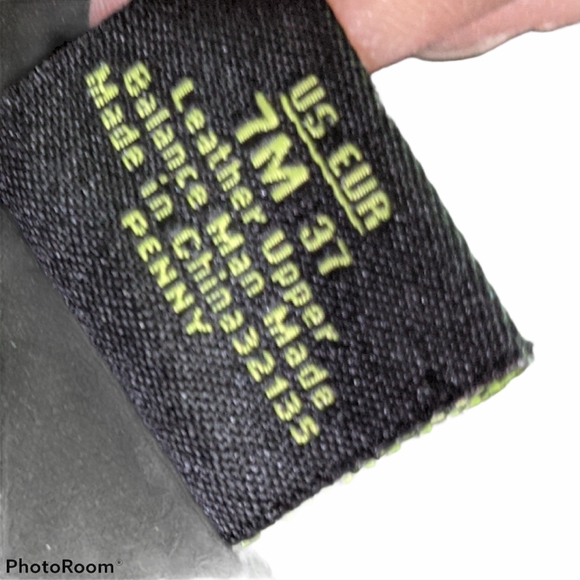 US EUR
7M 37
Leather Upper
Balance Man Made
Made in China32135
PENNY
PhotoRoom